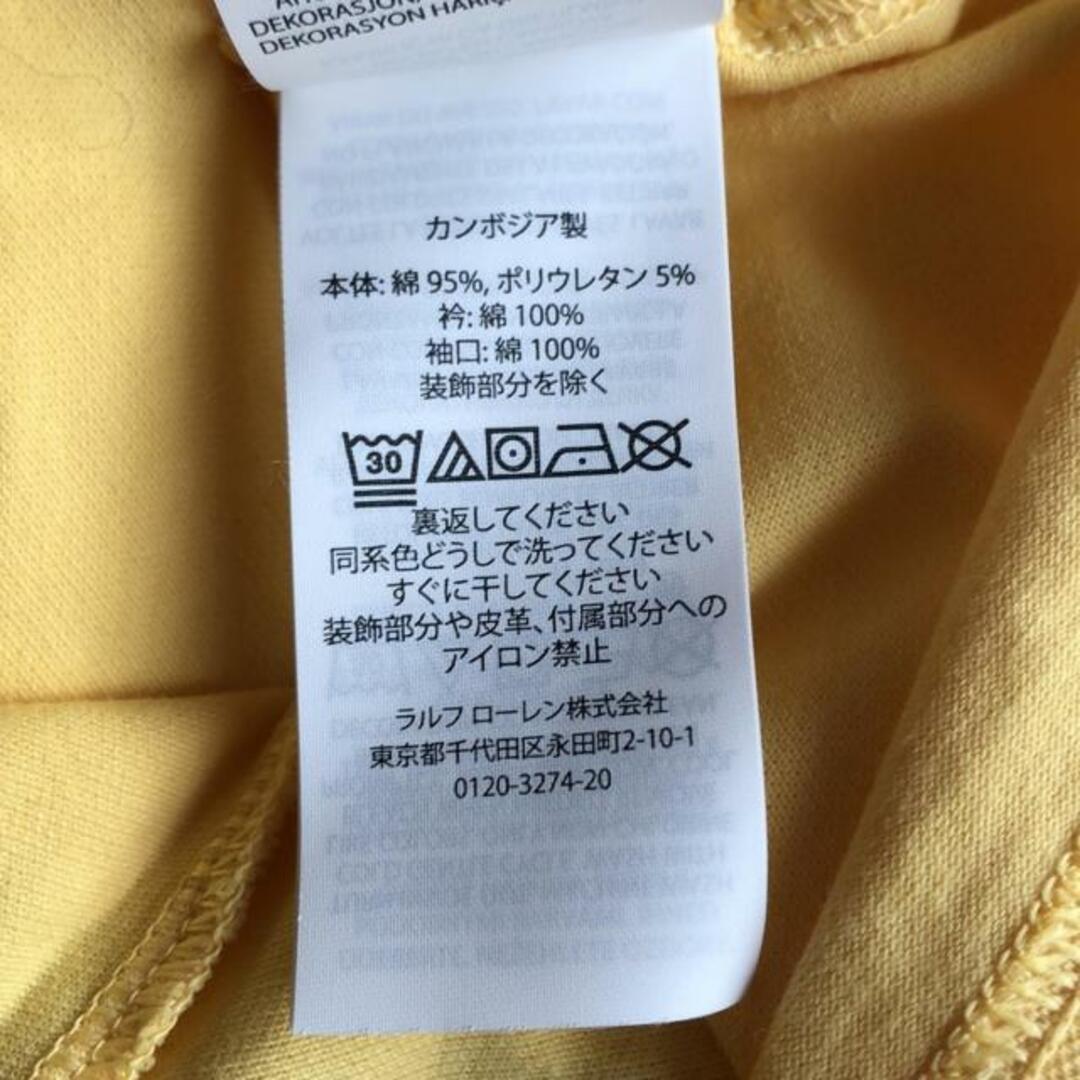 DEKORASJON
DEKORASYON
カンボジア製
本体: 綿 95%, ポリウレタン 5%
衿: 綿 100%
袖口: 綿 100%
装飾部分を除く
30
裏返してください
同系色どうしで洗ってください
すぐに干してください
装飾部分や皮革、付属部分への
アイロン禁止
ラルフ ローレン株式会社
東京都千代田区永田町2-10-1
0120-3274-20